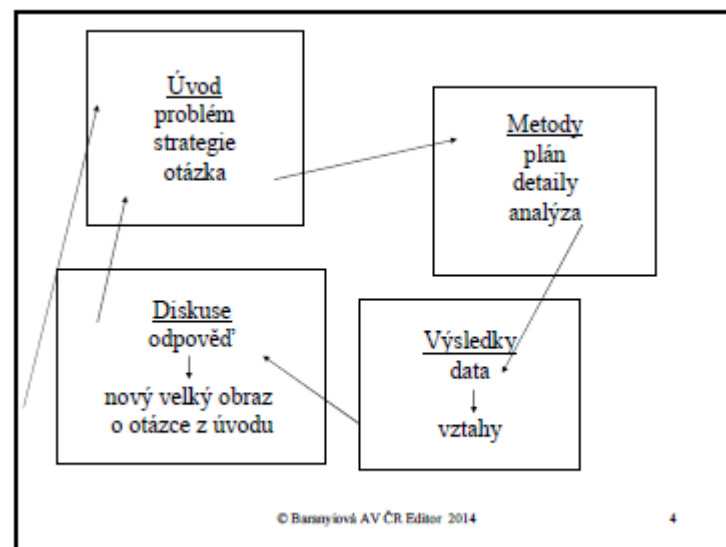 Úvod
problém
strategie
otázka
Metody
plán
detaily
analýza
Výsledky
data
vztahy
Diskuse
odpověď
nový velký obraz
o otázce z úvodu
© Baranyiová AV ČR Editor 2014
4